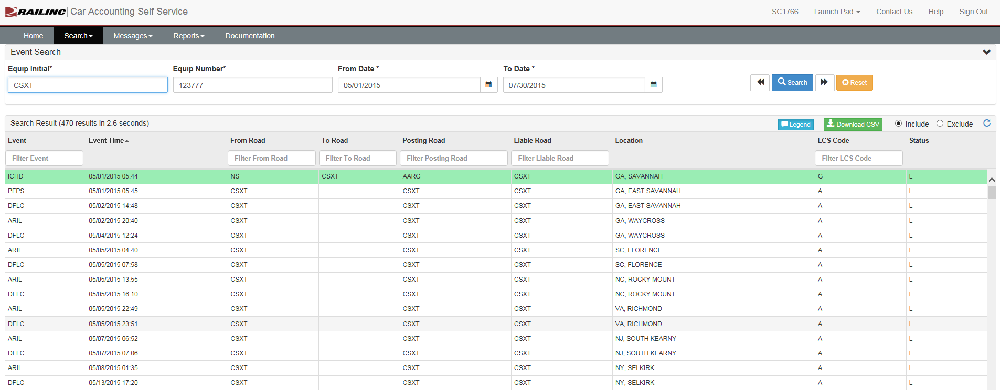 RAILINC Car Accounting Self Service SC1766 Launch Pad Contact Us Help Sign Out
Home Search Messages Reports Documentation
Event Search
Equip Initial* Equip Number* From Date * To Date *
CSXT 123777 05/01/2015 07/30/2015 Search Reset
Search Result (470 results in 2.6 seconds) Legend Download CSV Include Exclude
Event Event Time From Road To Road Posting Road Liable Road Location LCS Code Status
Filter Event Filter From Road Filter To Road Filter Posting Road Filter Liable Road Filter LCS Code
ICHD 05/01/2015 05:44 NS CSXT AARG CSXT GA, SAVANNAH G L
PFPS 05/01/2015 05:45 CSXT CSXT CSXT GA, EAST SAVANNAH A L
DFLC 05/02/2015 14:48 CSXT CSXT CSXT GA, EAST SAVANNAH A L
ARIL 05/02/2015 20:40 CSXT CSXT CSXT GA, WAYCROSS A L
DFLC 05/04/2015 12:24 CSXT CSXT CSXT GA, WAYCROSS A L
ARIL 05/05/2015 04:40 CSXT CSXT CSXT SC, FLORENCE A L
DFLC 05/05/2015 07:58 CSXT CSXT CSXT SC, FLORENCE A L
ARIL 05/05/2015 13:55 CSXT CSXT CSXT NC, ROCKY MOUNT A L
DFLC 05/05/2015 16:10 CSXT CSXT CSXT NC, ROCKY MOUNT A L
ARIL 05/05/2015 22:49 CSXT CSXT CSXT VA, RICHMOND A L
DFLC 05/05/2015 23:51 CSXT CSXT CSXT VA, RICHMOND A L
ARIL 05/07/2015 06:52 CSXT CSXT CSXT NJ, SOUTH KEARNY A L
DFLC 05/07/2015 07:06 CSXT CSXT CSXT NJ, SOUTH KEARNY A L
ARIL 05/08/2015 01:35 CSXT CSXT CSXT NY, SELKIRK A L
DFLC 05/13/2015 17:20 CSXT CSXT CSXT NY, SELKIRK A L